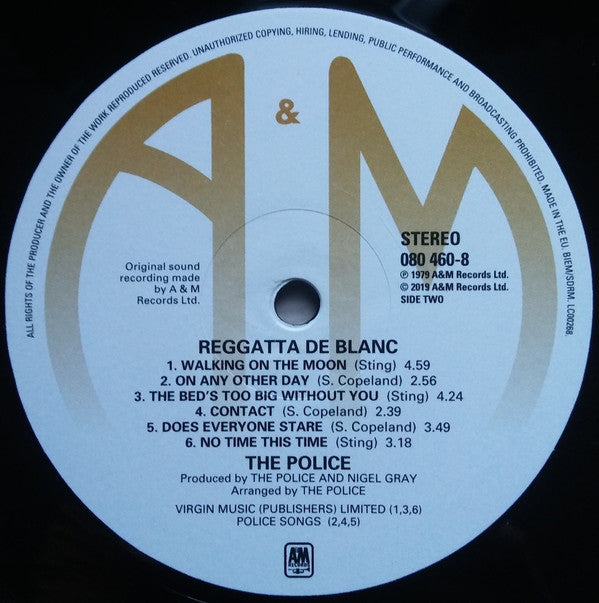 ALL RIGHTS OF THE PRODUCER AND THE OWNER OF THE WORK REPRODUCED RESERVED. UNAUTHORIZED COPYING, HIRING, LENDING, PUBLIC PERFORMANCE AND BROADCASTING PROHIBITED. MADE IN THE EU. BIEM/SDRM. LC00268.
A & M
STEREO
080 460-8
℗ 1979 A&M Records Ltd.
© 2019 A&M Records Ltd.
SIDE TWO
Original sound
recording made
by A & M
Records Ltd.
REGGATTA DE BLANC
1. WALKING ON THE MOON (Sting) 4.59
2. ON ANY OTHER DAY (S. Copeland) 2.56
3. THE BED'S TOO BIG WITHOUT YOU (Sting) 4.24
4. CONTACT (S. Copeland) 2.39
5. DOES EVERYONE STARE (S. Copeland) 3.49
6. NO TIME THIS TIME (Sting) 3.18
THE POLICE
Produced by THE POLICE AND NIGEL GRAY
Arranged by THE POLICE
VIRGIN MUSIC (PUBLISHERS) LIMITED (1,3,6)
POLICE SONGS (2,4,5)
A&M
RECORDS